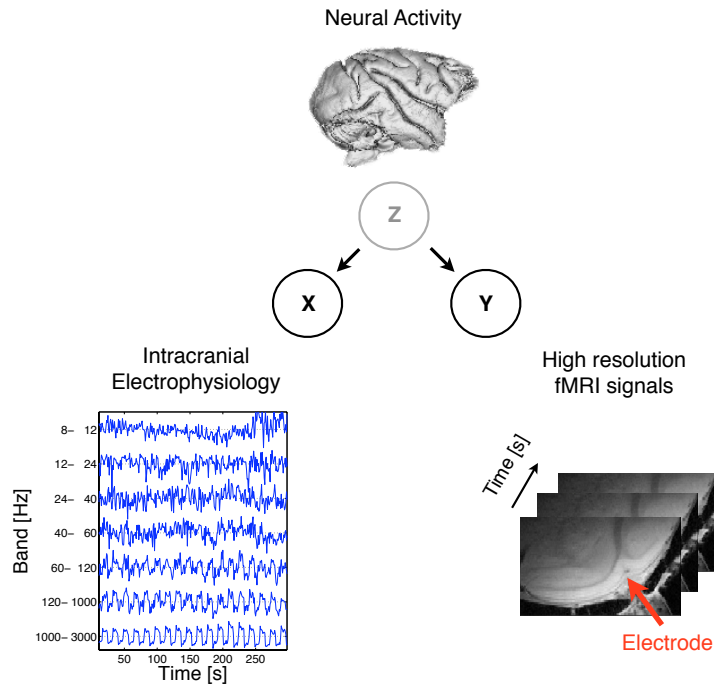 Neural Activity
Z
X
Y
Intracranial
Electrophysiology
High resolution
fMRI signals
Time [s]
Electrode
Band [Hz]
8– 12
12– 24
24– 40
40– 60
60– 120
120– 1000
1000– 3000
50 100 150 200 250
Time [s]